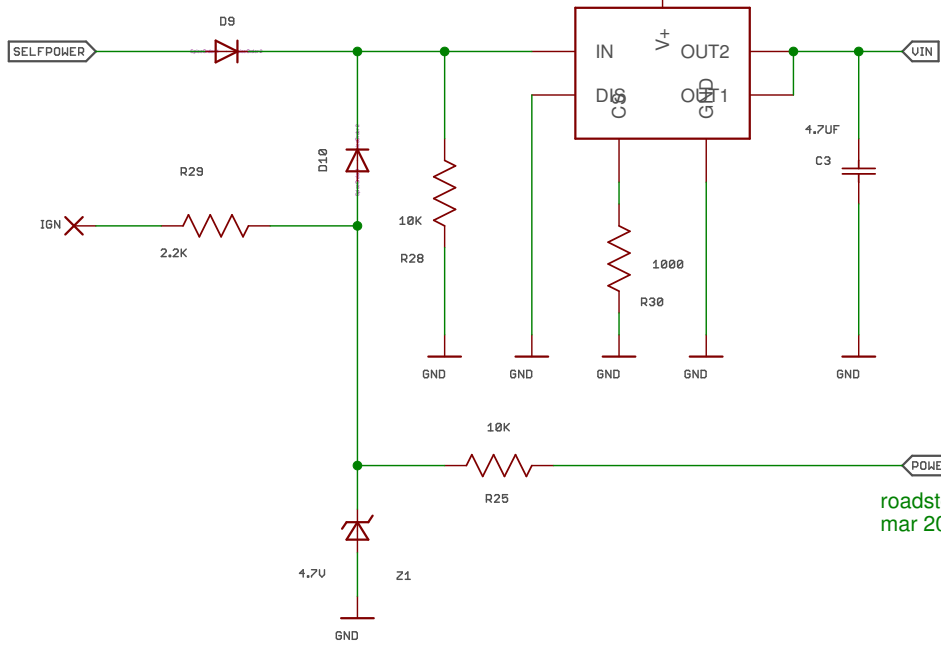 D9
SELFPOWER
IN
V+
OUT2
VIN
DIS
CS
GND
OUT1
4.7UF
C3
D10
R29
IGN
2.2K
10K
R28
1000
R30
GND
GND
GND
GND
GND
10K
R25
POWE
roadst
mar 20
4.7V
Z1
GND